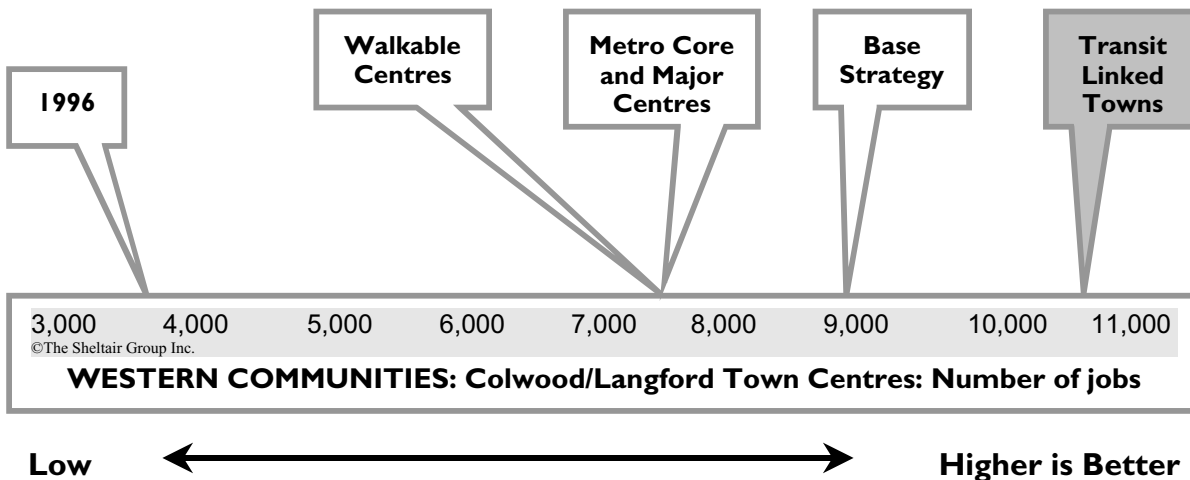 1996
Walkable
Centres
Metro Core
and Major
Centres
Base
Strategy
Transit
Linked
Towns
3,000 4,000 5,000 6,000 7,000 8,000 9,000 10,000 11,000
©The Sheltair Group Inc.
WESTERN COMMUNITIES: Colwood/Langford Town Centres: Number of jobs
Low Higher is Better